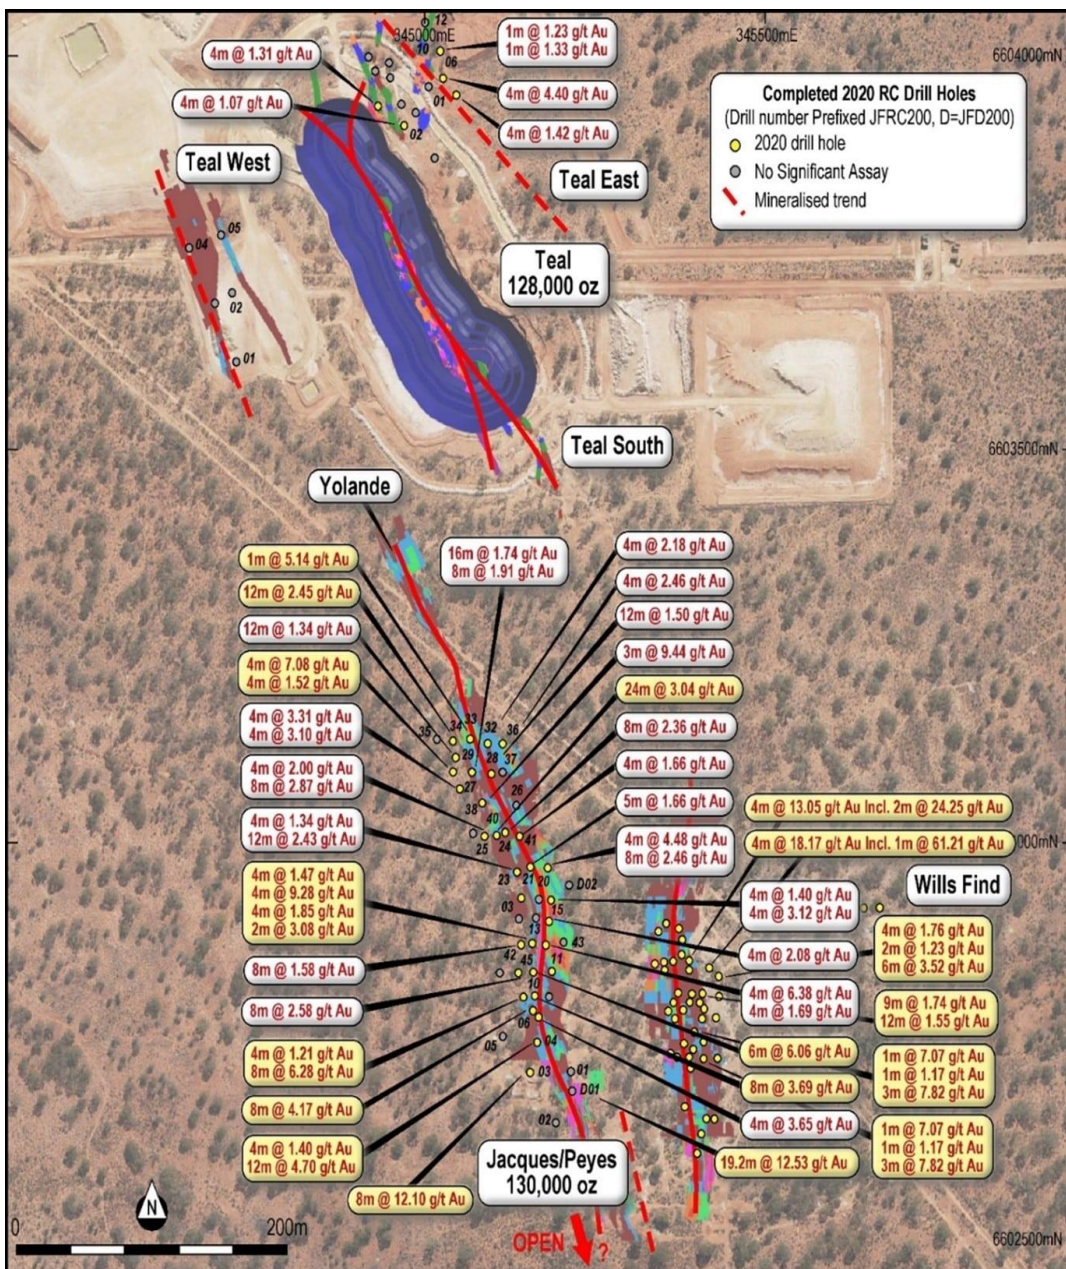 12
345000mE
345500mE
6604000mN
10
06
01
02
1m @ 1.23 g/t Au
1m @ 1.33 g/t Au
4m @ 1.31 g/t Au
4m @ 4.40 g/t Au
4m @ 1.07 g/t Au
4m @ 1.42 g/t Au
Completed 2020 RC Drill Holes
(Drill number Prefixed JFRC200, D=JFD200)
2020 drill hole
No Significant Assay
Mineralised trend
Teal West
Teal East
04
05
02
01
Teal
128,000 oz
Teal South
6603500mN
Yolande
1m @ 5.14 g/t Au
12m @ 2.45 g/t Au
12m @ 1.34 g/t Au
4m @ 7.08 g/t Au
4m @ 1.52 g/t Au
4m @ 3.31 g/t Au
4m @ 3.10 g/t Au
4m @ 2.00 g/t Au
8m @ 2.87 g/t Au
4m @ 1.34 g/t Au
12m @ 2.43 g/t Au
4m @ 1.47 g/t Au
4m @ 9.28 g/t Au
4m @ 1.85 g/t Au
2m @ 3.08 g/t Au
8m @ 1.58 g/t Au
8m @ 2.58 g/t Au
4m @ 1.21 g/t Au
8m @ 6.28 g/t Au
8m @ 4.17 g/t Au
4m @ 1.40 g/t Au
12m @ 4.70 g/t Au
8m @ 12.10 g/t Au
16m @ 1.74 g/t Au
8m @ 1.91 g/t Au
35
34
33
32
36
29
28
37
27
26
38
40
25
24
41
23
21
20
D02
03
15
13
42
45
11
43
10
06
05
04
03
01
D01
02
4m @ 2.18 g/t Au
4m @ 2.46 g/t Au
12m @ 1.50 g/t Au
3m @ 9.44 g/t Au
24m @ 3.04 g/t Au
8m @ 2.36 g/t Au
4m @ 1.66 g/t Au
5m @ 1.66 g/t Au
4m @ 4.48 g/t Au
8m @ 2.46 g/t Au
4m @ 13.05 g/t Au Incl. 2m @ 24.25 g/t Au
4m @ 18.17 g/t Au Incl. 1m @ 61.21 g/t Au
000mN
Wills Find
4m @ 1.40 g/t Au
4m @ 3.12 g/t Au
4m @ 2.08 g/t Au
4m @ 6.38 g/t Au
4m @ 1.69 g/t Au
6m @ 6.06 g/t Au
8m @ 3.69 g/t Au
4m @ 3.65 g/t Au
19.2m @ 12.53 g/t Au
4m @ 1.76 g/t Au
2m @ 1.23 g/t Au
6m @ 3.52 g/t Au
9m @ 1.74 g/t Au
12m @ 1.55 g/t Au
1m @ 7.07 g/t Au
1m @ 1.17 g/t Au
3m @ 7.82 g/t Au
1m @ 7.07 g/t Au
1m @ 1.17 g/t Au
3m @ 7.82 g/t Au
Jacques/Peyes
130,000 oz
OPEN ?
N
0
200m
6602500mN